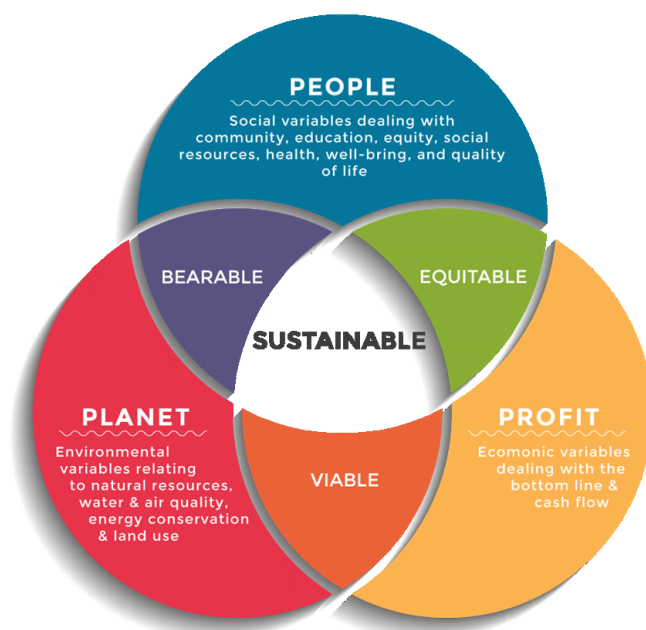 PEOPLE
Social variables dealing with
community, education, equity, social
resources, health, well-bring, and quality
of life
BEARABLE
EQUITABLE
SUSTAINABLE
PLANET
Environmental
variables relating
to natural resources,
water & air quality,
energy conservation
& land use
VIABLE
PROFIT
Ecomonic variables
dealing with the
bottom line &
cash flow